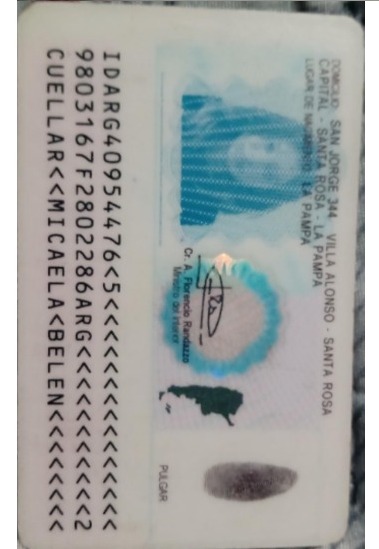 DOMICILIO: SAN JORGE 344 VILLA ALONSO - SANTA ROSA
CAPITAL - SANTA ROSA - LA PAMPA
LUGAR DE NACIMIENTO: LA PAMPA
Cr. A. Florencio Randazzo
Ministro del Interior
PULGAR
IDARG40954476<5<<<<<<<<<<<<<<<
9803167F2802286ARG<<<<<<<<<<<2
CUELLAR<<MICAELA<BELEN<<<<<<<<